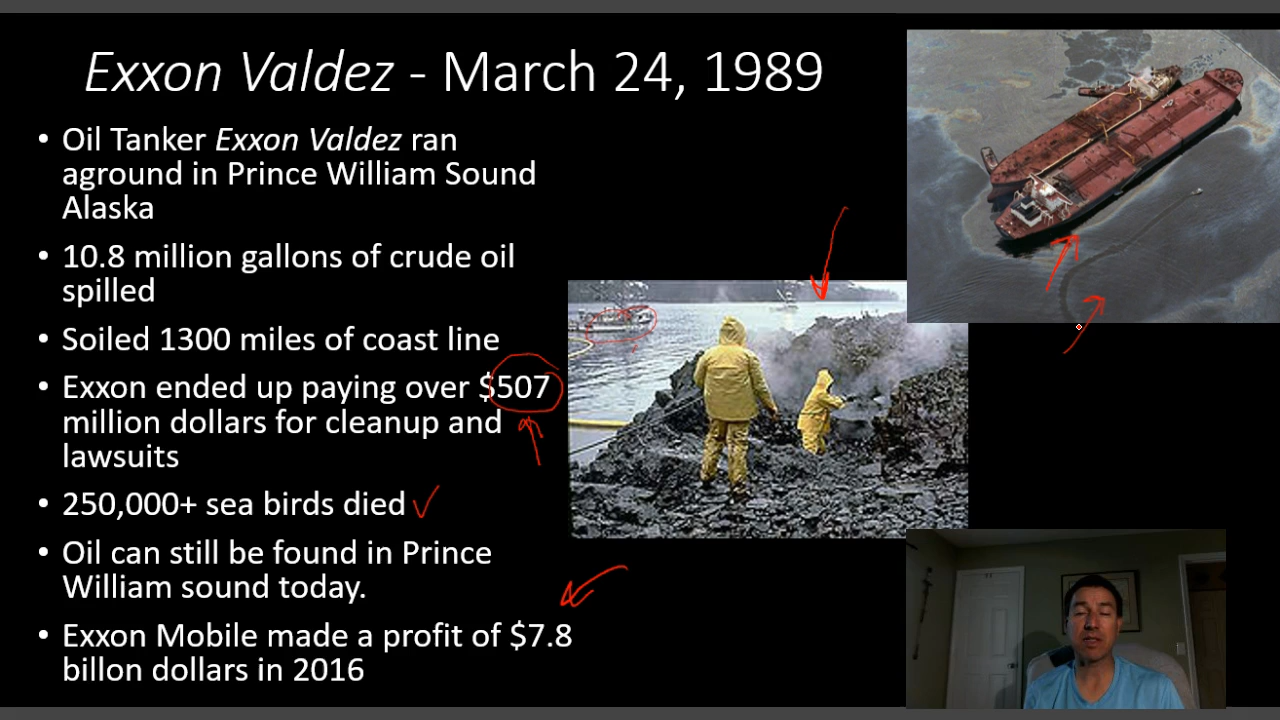 Exxon Valdez - March 24, 1989
• Oil Tanker Exxon Valdez ran
aground in Prince William Sound
Alaska
• 10.8 million gallons of crude oil
spilled
• Soiled 1300 miles of coast line
• Exxon ended up paying over $507
million dollars for cleanup and
lawsuits
• 250,000+ sea birds died
• Oil can still be found in Prince
William sound today.
• Exxon Mobile made a profit of $7.8
billon dollars in 2016